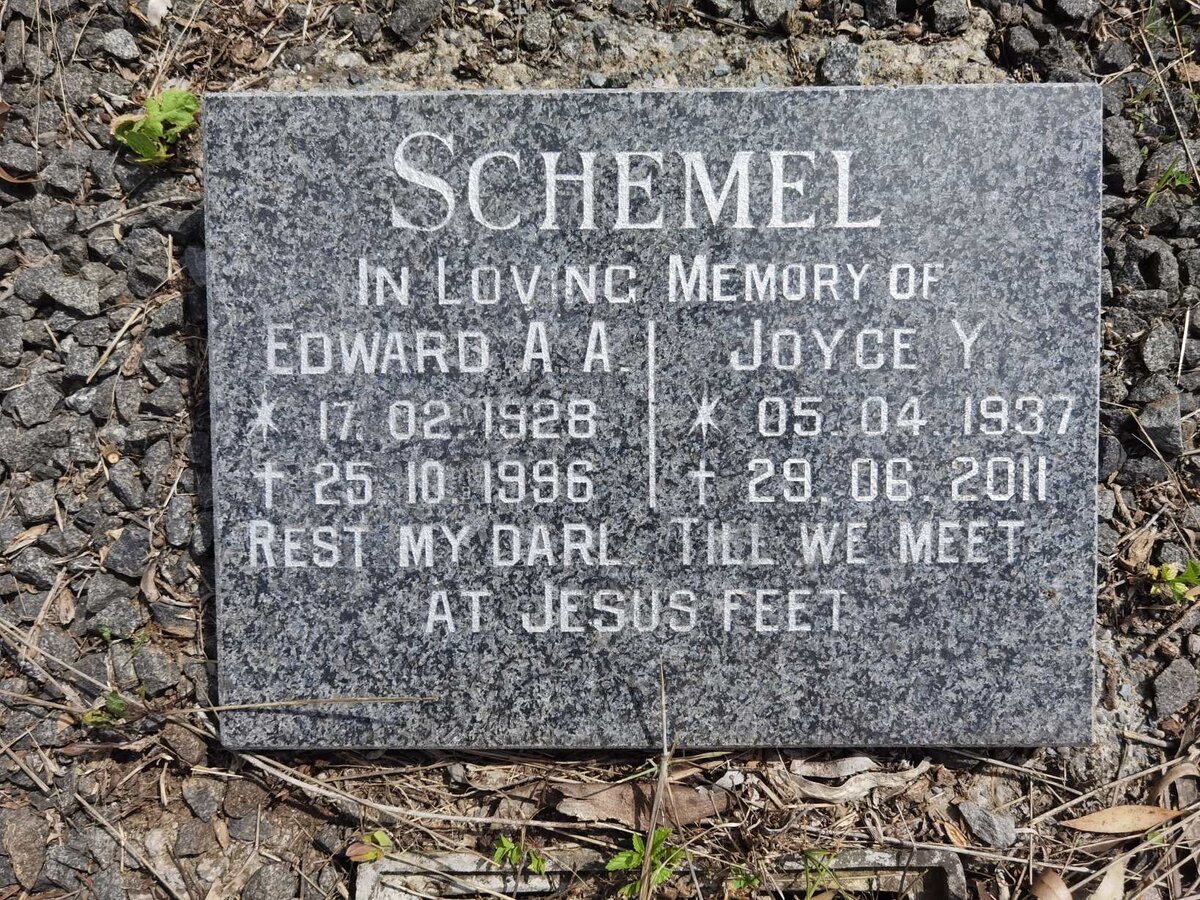 SCHEMEL
IN LOVING MEMORY OF
EDWARD A. A. JOYCE Y.
* 17. 02. 1928 * 05. 04. 1937
† 25. 10. 1996 † 29. 06. 2011
REST MY DARL. TILL WE MEET
AT JESUS FEET